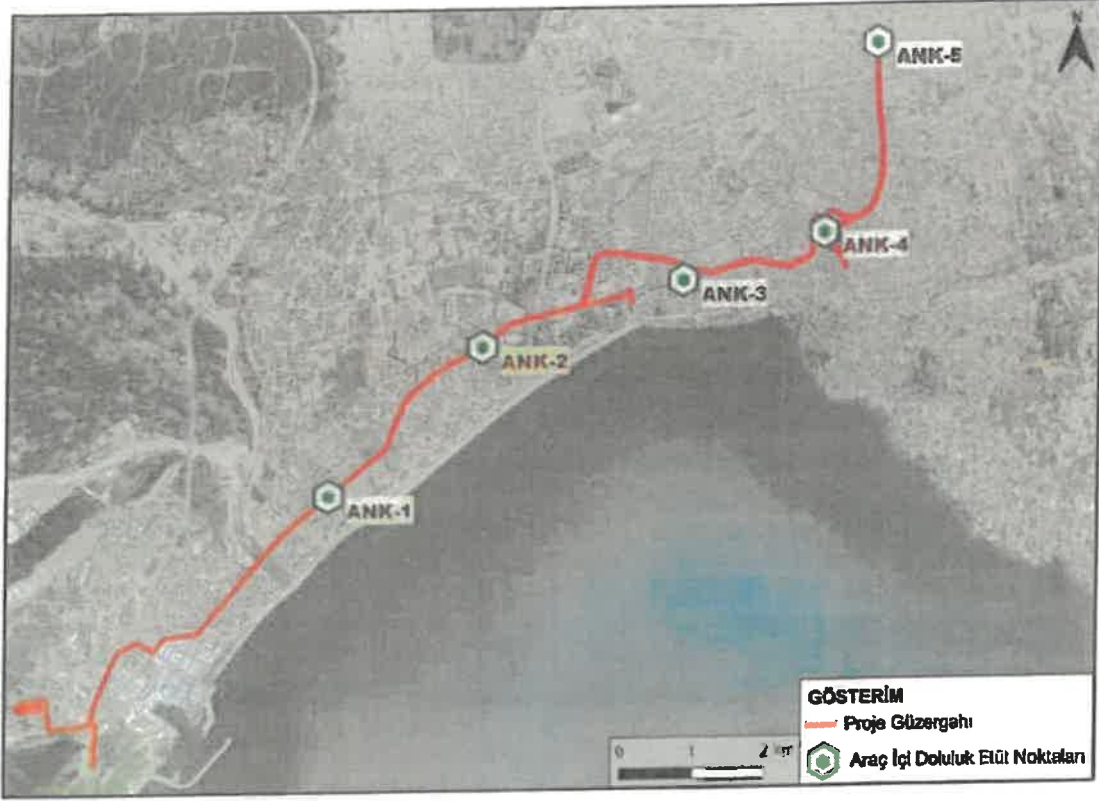 N
ANK-5
ANK-4
ANK-3
ANK-2
ANK-1
GÖSTERİM
Proje Güzergahı
Araç İçi Doluluk Etüt Noktaları
0 1 2